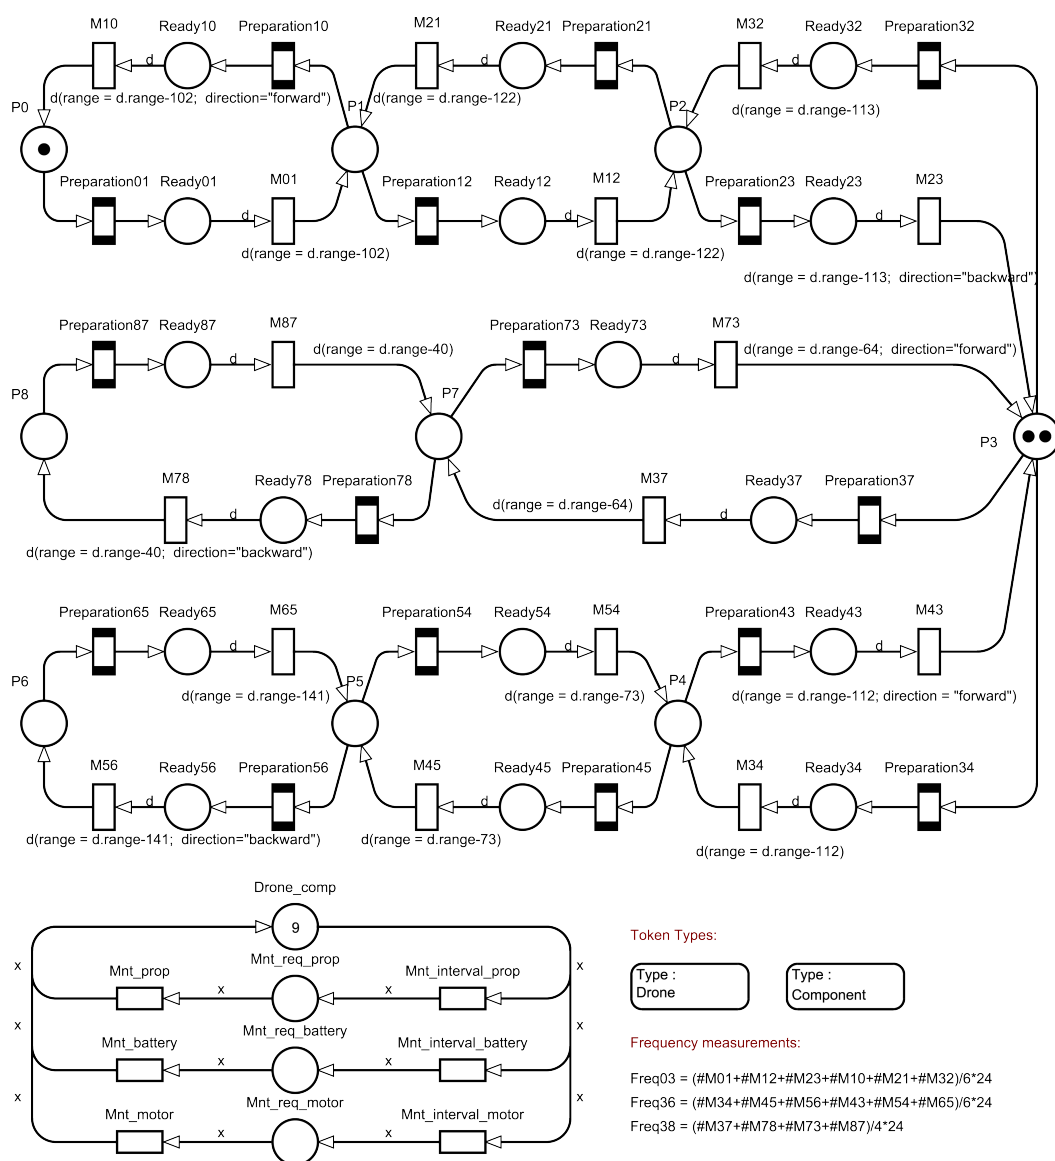 M10 Ready10 Preparation10 M21 Ready21 Preparation21 M32 Ready32 Preparation32
d d d
d(range = d.range-102;  direction="forward") d(range = d.range-122) d(range = d.range-113)
P0 P1 P2
Preparation01 Ready01 M01 Preparation12 Ready12 M12 Preparation23 Ready23 M23
d d d
d(range = d.range-102) d(range = d.range-122)
d(range = d.range-113;  direction="backward")
Preparation87 Ready87 M87 Preparation73 Ready73 M73
d d
d(range = d.range-40) d(range = d.range-64;  direction="forward")
P8 P7 P3
M78 Ready78 Preparation78 M37 Ready37 Preparation37
d d
d(range = d.range-64)
d(range = d.range-40;  direction="backward")
Preparation65 Ready65 M65 Preparation54 Ready54 M54 Preparation43 Ready43 M43
d d d
d(range = d.range-141) d(range = d.range-73) d(range = d.range-112; direction = "forward")
P6 P5 P4
M56 Ready56 Preparation56 M45 Ready45 Preparation45 M34 Ready34 Preparation34
d d d
d(range = d.range-141;  direction="backward") d(range = d.range-73)
d(range = d.range-112)
Drone_comp
9
x x
Mnt_prop Mnt_req_prop Mnt_interval_prop
x x
x x
Mnt_battery Mnt_req_battery Mnt_interval_battery
x x
x x
Mnt_motor Mnt_req_motor Mnt_interval_motor
x x
Token Types:
Type :
Drone
Type :
Component
Frequency measurements:
Freq03 = (#M01+#M12+#M23+#M10+#M21+#M32)/6*24
Freq36 = (#M34+#M45+#M56+#M43+#M54+#M65)/6*24
Freq38 = (#M37+#M78+#M73+#M87)/4*24